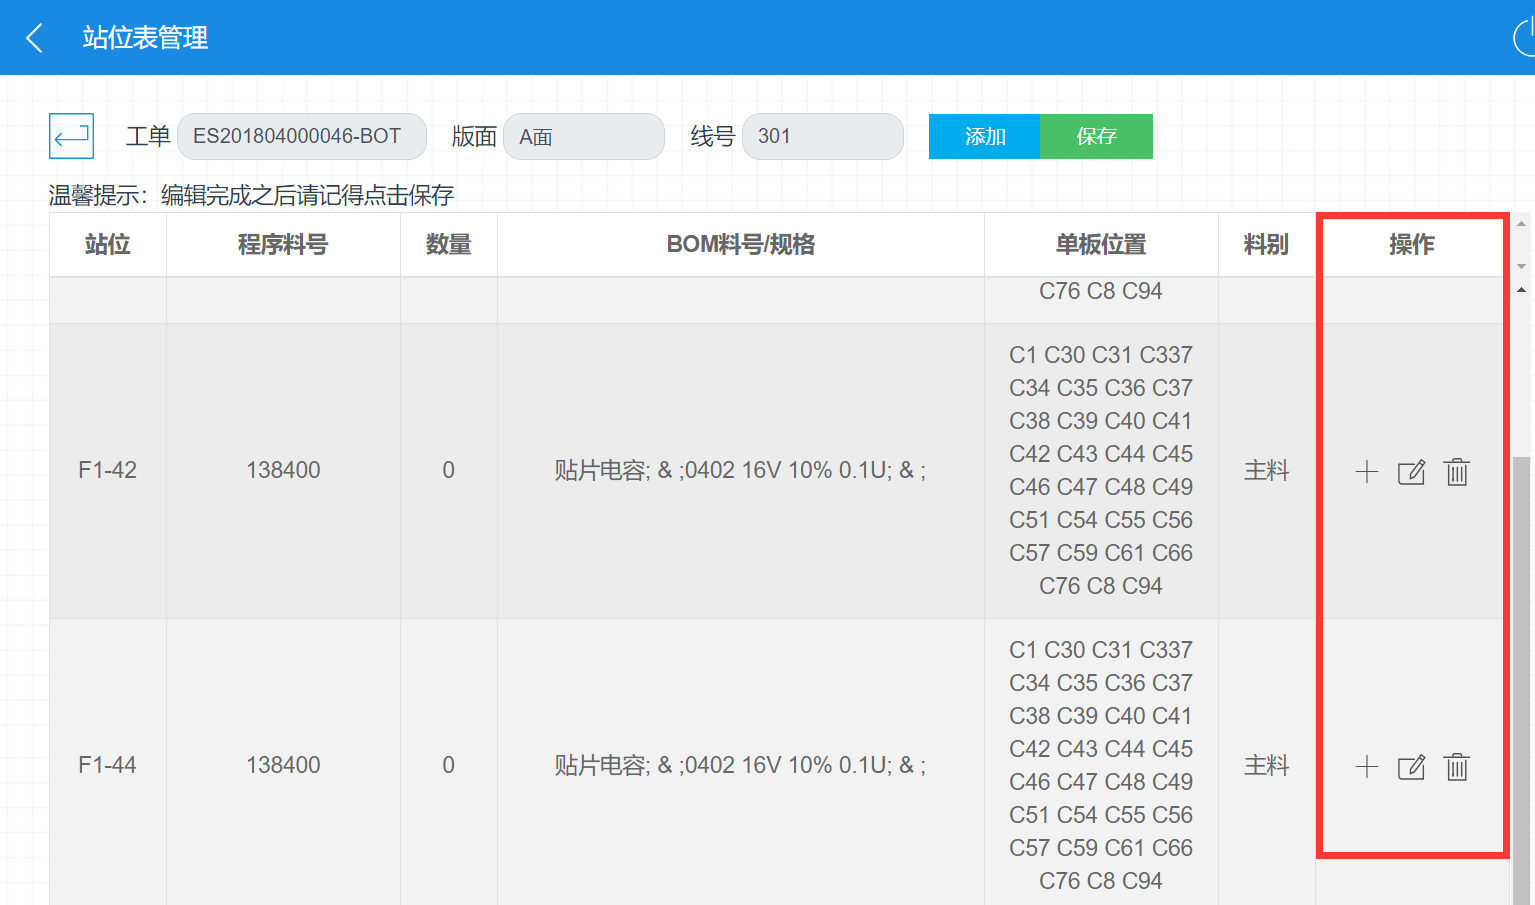 站位表管理
工单 ES201804000046-BOT 版面 A面 线号 301 添加 保存
温馨提示：编辑完成之后请记得点击保存
站位 程序料号 数量 BOM料号/规格 单板位置 料别 操作
C76 C8 C94
C1 C30 C31 C337
C34 C35 C36 C37
C38 C39 C40 C41
C42 C43 C44 C45
F1-42 138400 0 贴片电容; & ;0402 16V 10% 0.1U; & ; 主料
C46 C47 C48 C49
C51 C54 C55 C56
C57 C59 C61 C66
C76 C8 C94
C1 C30 C31 C337
C34 C35 C36 C37
C38 C39 C40 C41
C42 C43 C44 C45
F1-44 138400 0 贴片电容; & ;0402 16V 10% 0.1U; & ; 主料
C46 C47 C48 C49
C51 C54 C55 C56
C57 C59 C61 C66
C76 C8 C94